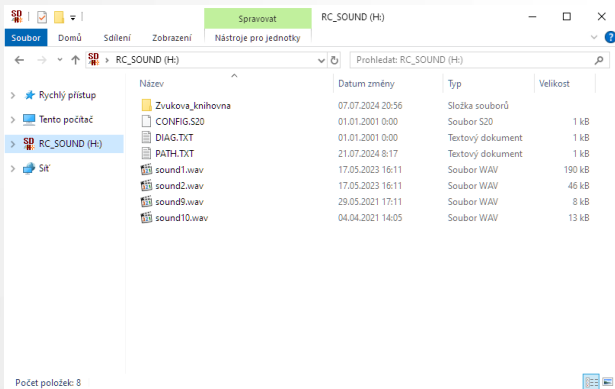 Spravovat RC_SOUND (H:)
Soubor Domů Sdílení Zobrazení Nástroje pro jednotky
RC_SOUND (H:) Prohledat: RC_SOUND (H:)
Název Datum změny Typ Velikost
Rychlý přístup
Tento počítač
RC_SOUND (H:)
Síť
Zvukova_knihovna 07.07.2024 20:56 Složka souborů
CONFIG.S20 01.01.2001 0:00 Soubor S20 1 kB
DIAG.TXT 01.01.2001 0:00 Textový dokument 1 kB
PATH.TXT 21.07.2024 8:17 Textový dokument 1 kB
sound1.wav 17.05.2023 16:11 Soubor WAV 190 kB
sound2.wav 17.05.2023 16:11 Soubor WAV 46 kB
sound9.wav 29.05.2021 17:11 Soubor WAV 8 kB
sound10.wav 04.04.2021 14:05 Soubor WAV 13 kB
Počet položek: 8